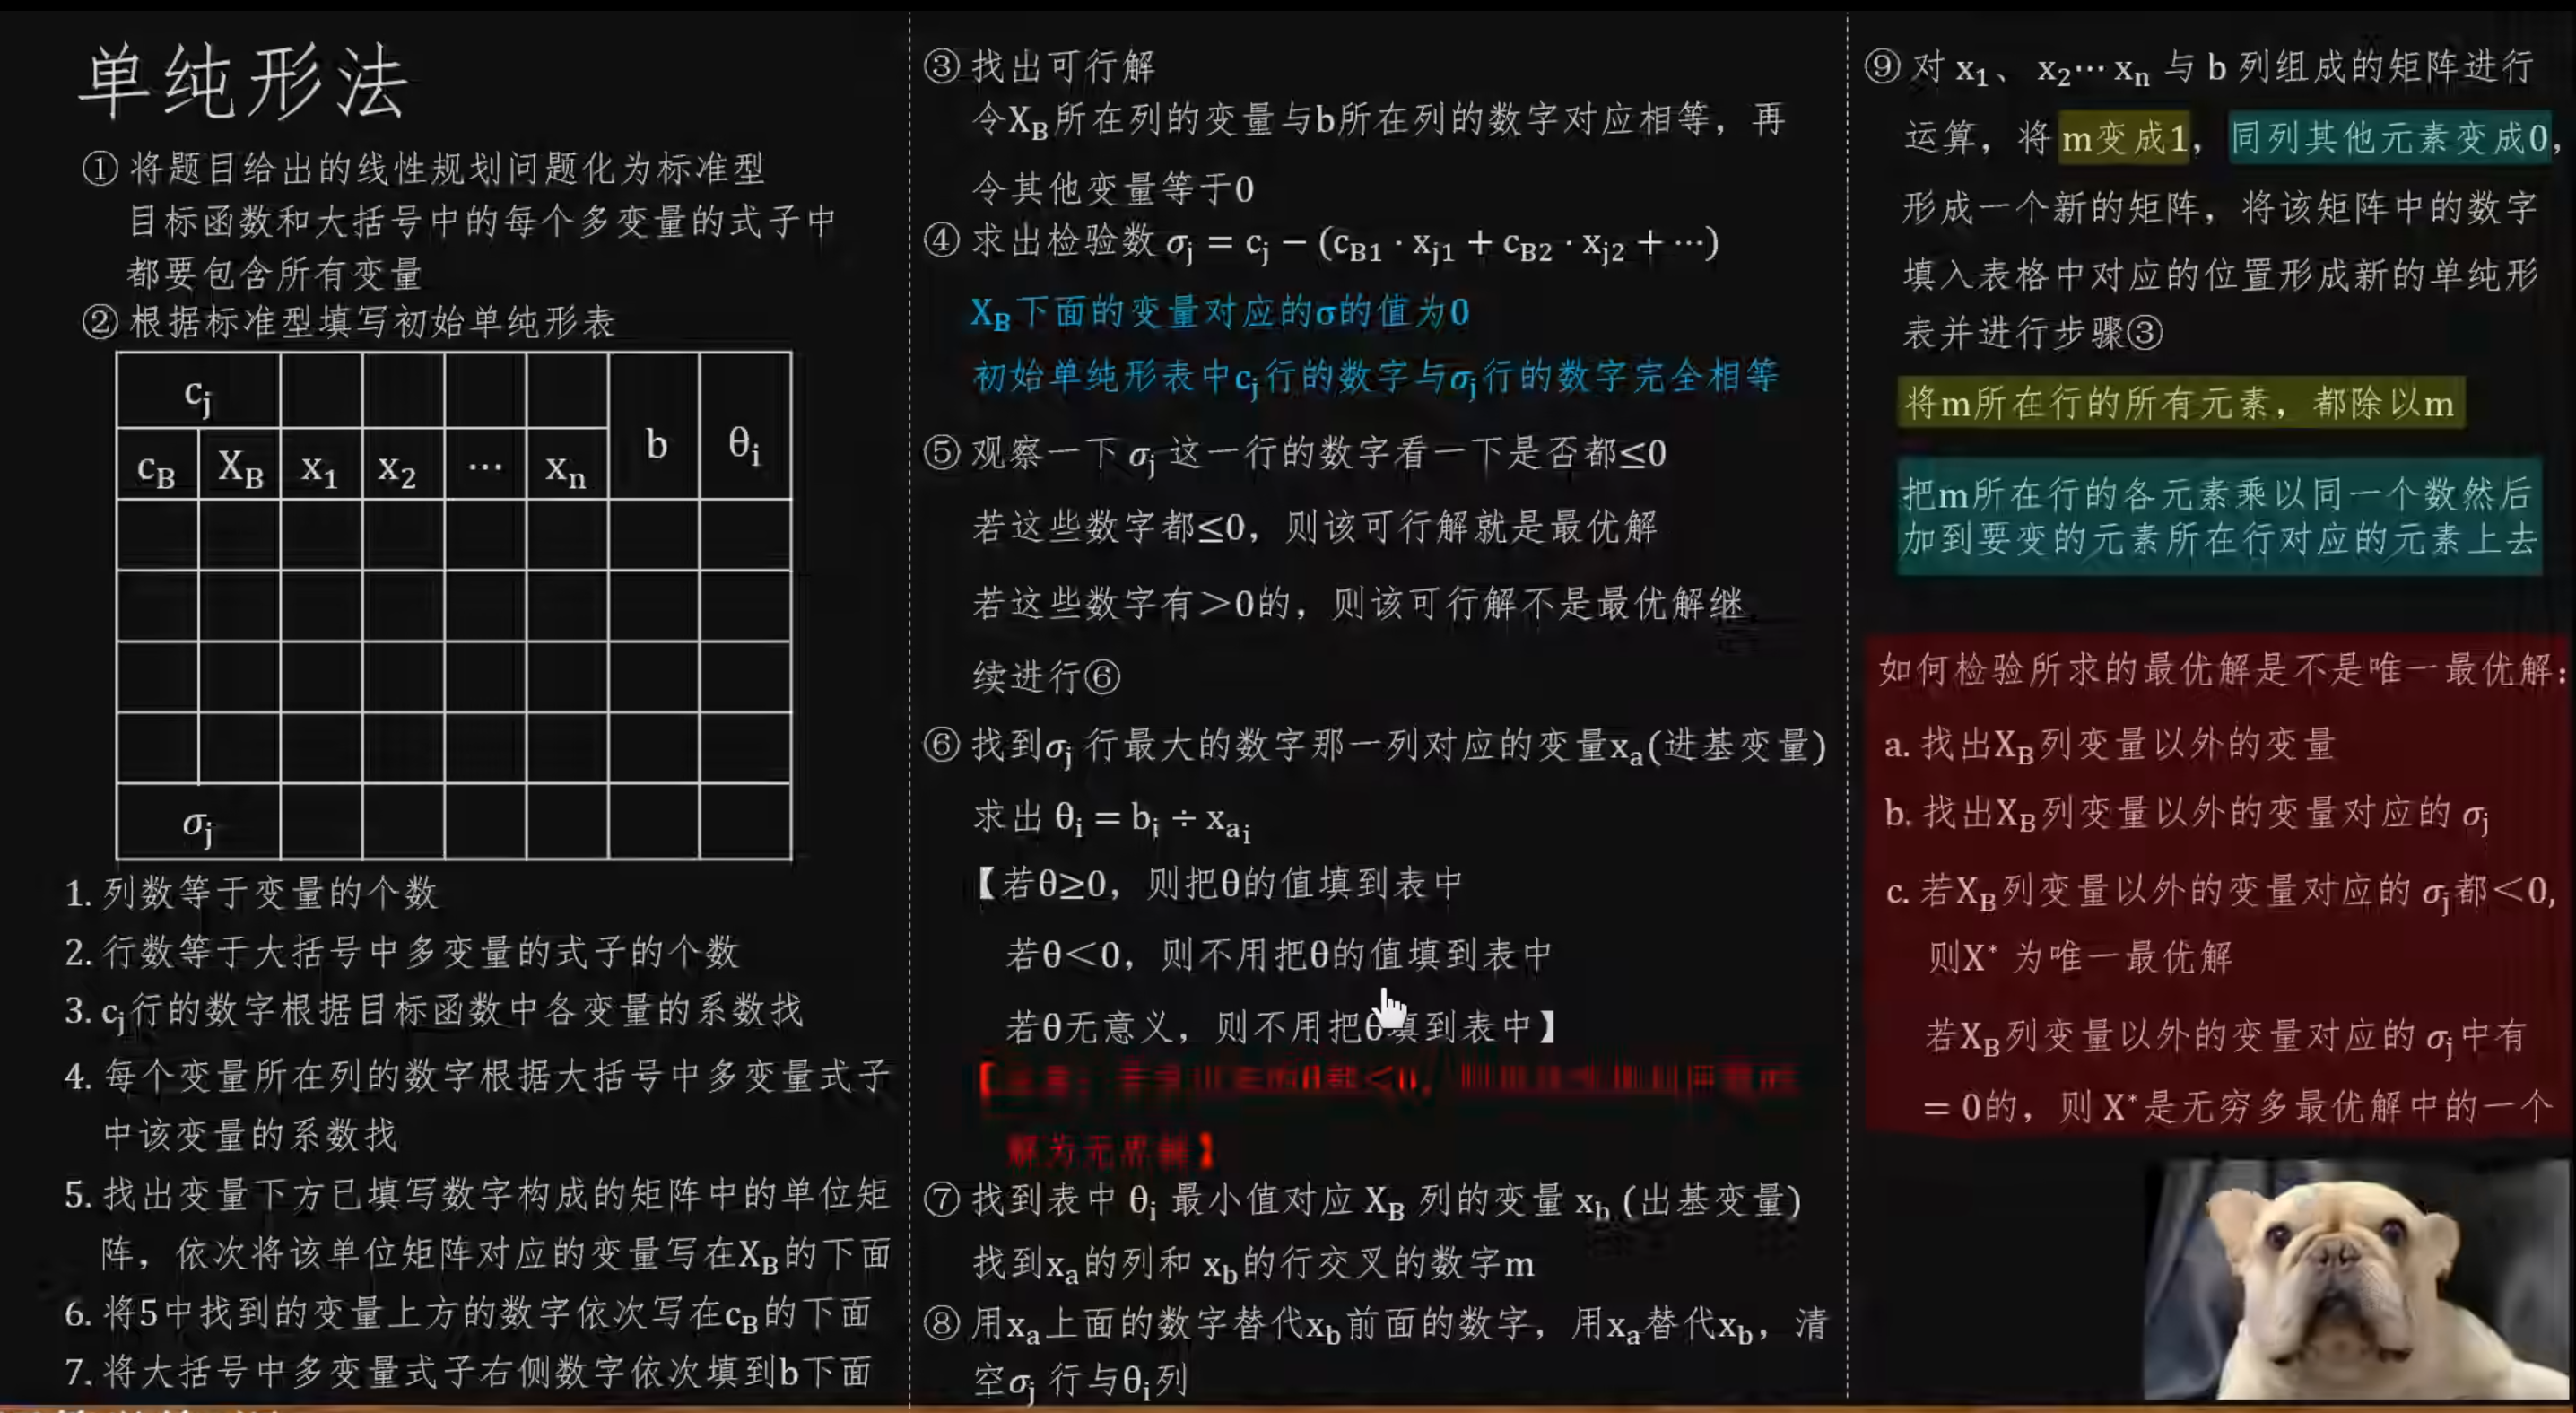 单纯形法
① 将题目给出的线性规划问题化为标准型
目标函数和大括号中的每个多变量的式子中
都要包含所有变量
② 根据标准型填写初始单纯形表
cⱼ
b
θᵢ
c_B X_B x₁ x₂ ⋯ xₙ
σⱼ
1. 列数等于变量的个数
2. 行数等于大括号中多变量的式子的个数
3. cⱼ行的数字根据目标函数中各变量的系数找
4. 每个变量所在列的数字根据大括号中多变量式子
中该变量的系数找
5. 找出变量下方已填写数字构成的矩阵中的单位矩
阵，依次将该单位矩阵对应的变量写在X_B的下面
6. 将5中找到的变量上方的数字依次写在c_B的下面
7. 将大括号中多变量式子右侧数字依次填到b下面
③ 找出可行解
令X_B所在列的变量与b所在列的数字对应相等，再
令其他变量等于0
④ 求出检验数 σⱼ = cⱼ − (c_B1 · x_j1 + c_B2 · x_j2 + ⋯)
X_B下面的变量对应的σ的值为0
初始单纯形表中cⱼ行的数字与σⱼ行的数字完全相等
⑤ 观察一下 σⱼ 这一行的数字看一下是否都≤0
若这些数字都≤0，则该可行解就是最优解
若这些数字有＞0的，则该可行解不是最优解继
续进行⑥
⑥ 找到σⱼ 行最大的数字那一列对应的变量xₐ(进基变量)
求出 θᵢ = bᵢ ÷ x_aᵢ
【若θ≥0，则把θ的值填到表中
若θ＜0，则不用把θ的值填到表中
若θ无意义，则不用把θ填到表中】
解为无界解】
⑦ 找到表中 θᵢ 最小值对应 X_B 列的变量 x_b (出基变量)
找到xₐ的列和 x_b的行交叉的数字m
⑧ 用xₐ上面的数字替代x_b前面的数字，用xₐ替代x_b，清
空σⱼ 行与θᵢ列
⑨ 对 x₁、 x₂⋯ xₙ 与 b 列组成的矩阵进行
运算，将 m变成1，同列其他元素变成0，
形成一个新的矩阵，将该矩阵中的数字
填入表格中对应的位置形成新的单纯形
表并进行步骤③
将m所在行的所有元素，都除以m
把m所在行的各元素乘以同一个数然后
加到要变的元素所在行对应的元素上去
如何检验所求的最优解是不是唯一最优解：
a. 找出X_B列变量以外的变量
b. 找出X_B列变量以外的变量对应的 σⱼ
c. 若X_B列变量以外的变量对应的 σⱼ都＜0,
则X* 为唯一最优解
若X_B列变量以外的变量对应的 σⱼ中有
= 0的，则 X*是无穷多最优解中的一个